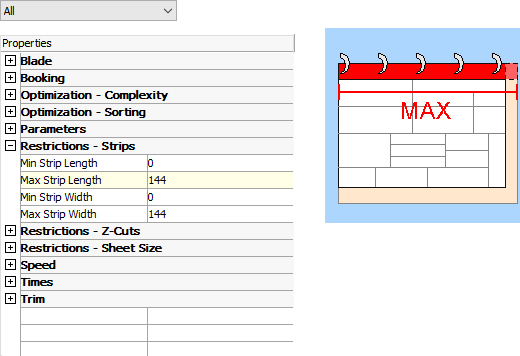 All
Properties
Blade
Booking
Optimization - Complexity
Optimization - Sorting
Parameters
Restrictions - Strips
Min Strip Length 0
Max Strip Length 144
Min Strip Width 0
Max Strip Width 144
Restrictions - Z-Cuts
Restrictions - Sheet Size
Speed
Times
Trim
MAX